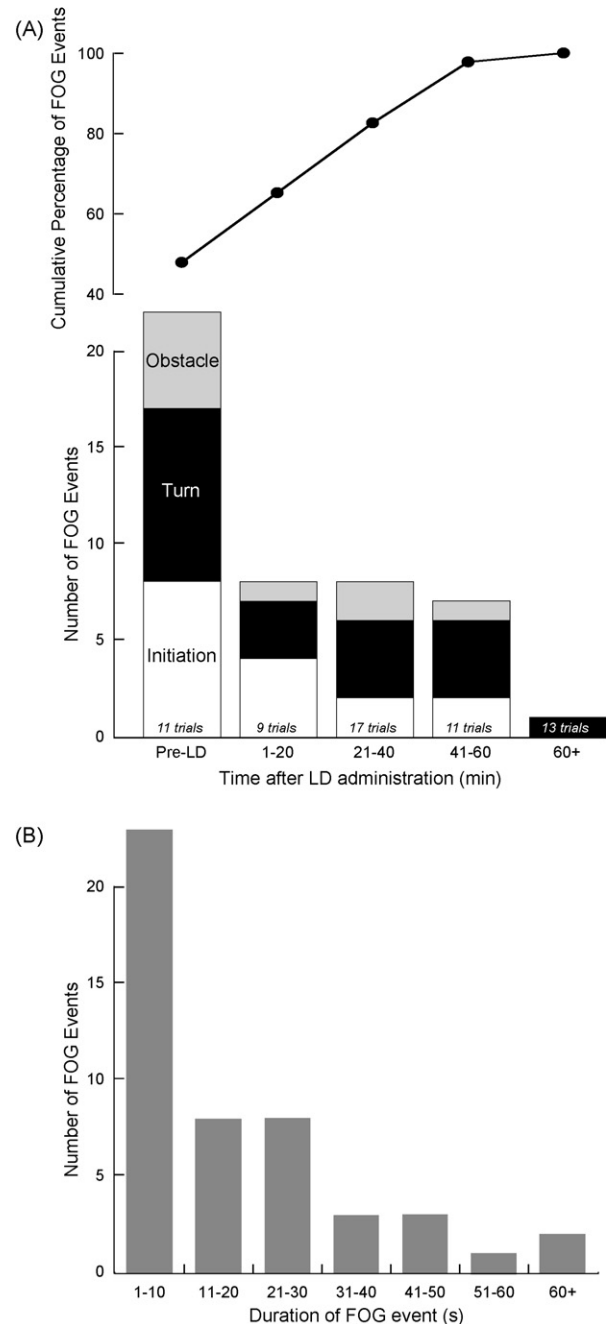 (A)
Cumulative Percentage of FOG Events
100
80
60
40
Number of FOG Events
20
15
10
5
0
Obstacle
Turn
Initiation
11 trials 9 trials 17 trials 11 trials 13 trials
Pre-LD 1-20 21-40 41-60 60+
Time after LD administration (min)
(B)
Number of FOG Events
20
15
10
5
0
1-10 11-20 21-30 31-40 41-50 51-60 60+
Duration of FOG event (s)